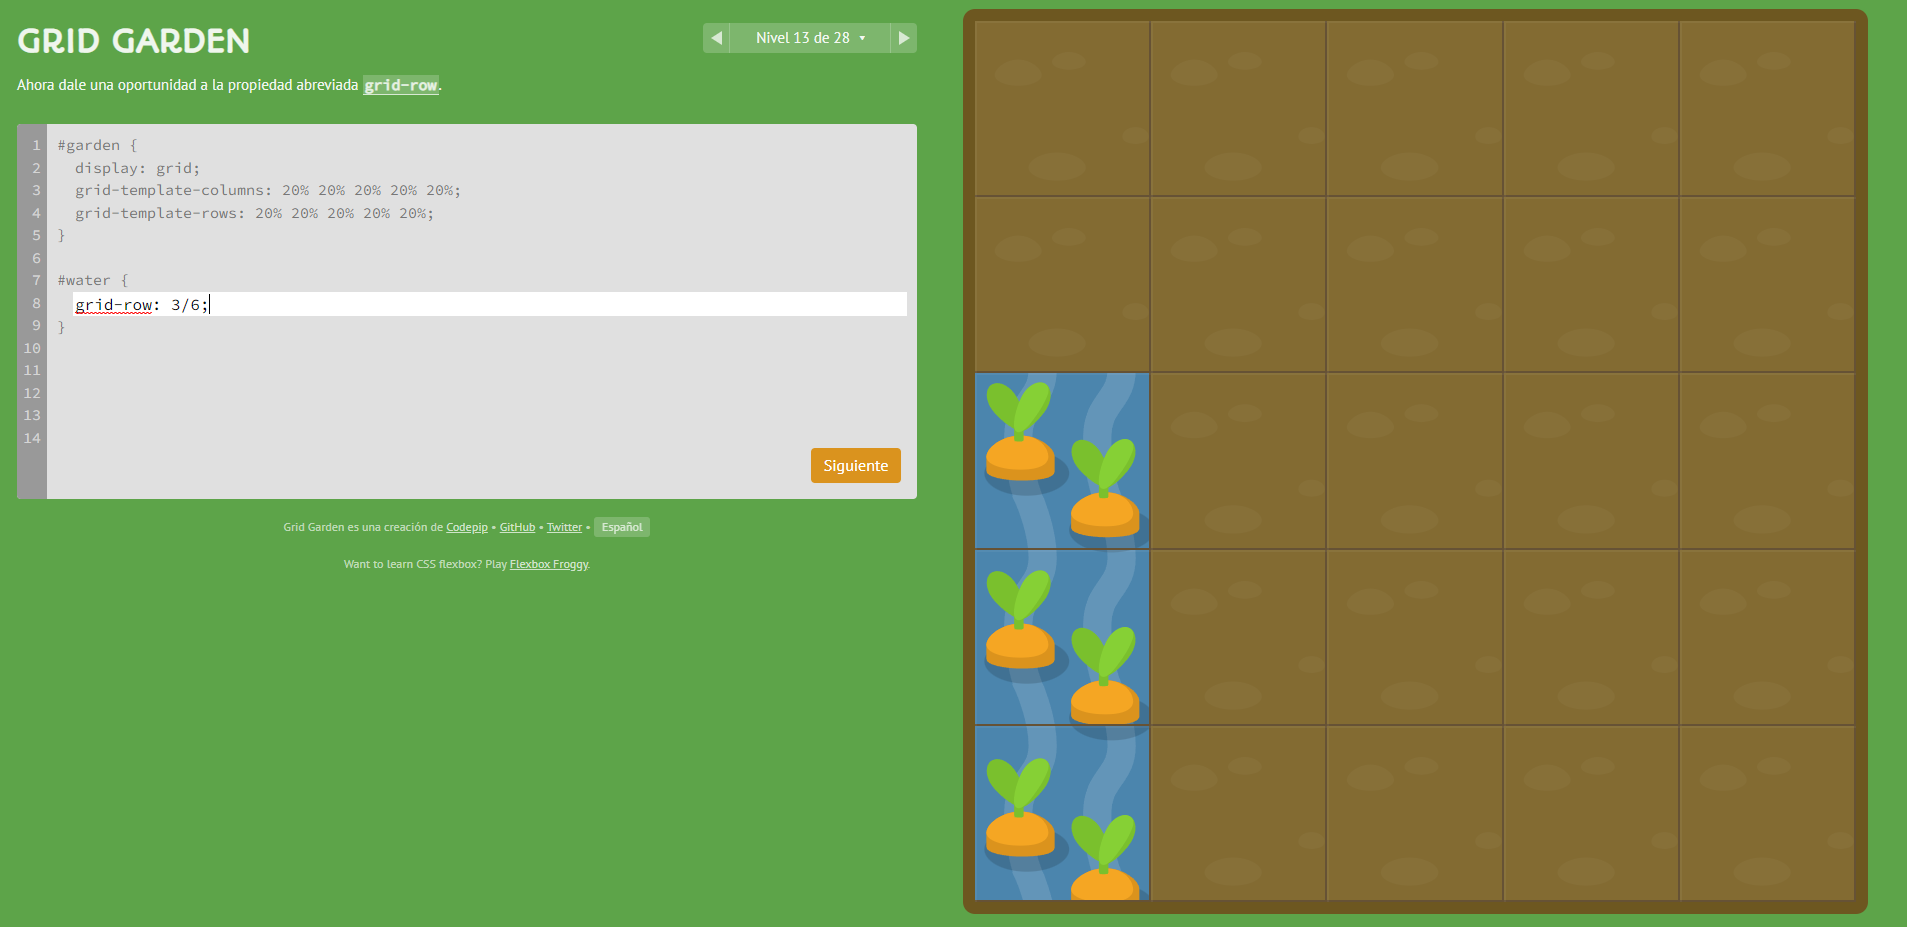 GRID GARDEN
◀ Nivel 13 de 28 ▾ ▶
Ahora dale una oportunidad a la propiedad abreviada grid-row.
1 #garden {
2 display: grid;
3 grid-template-columns: 20% 20% 20% 20% 20%;
4 grid-template-rows: 20% 20% 20% 20% 20%;
5 }
6
7 #water {
8 grid-row: 3/6;
9 }
10
11
12
13
14
Siguiente
Grid Garden es una creación de Codepip • GitHub • Twitter • Español
Want to learn CSS flexbox? Play Flexbox Froggy.